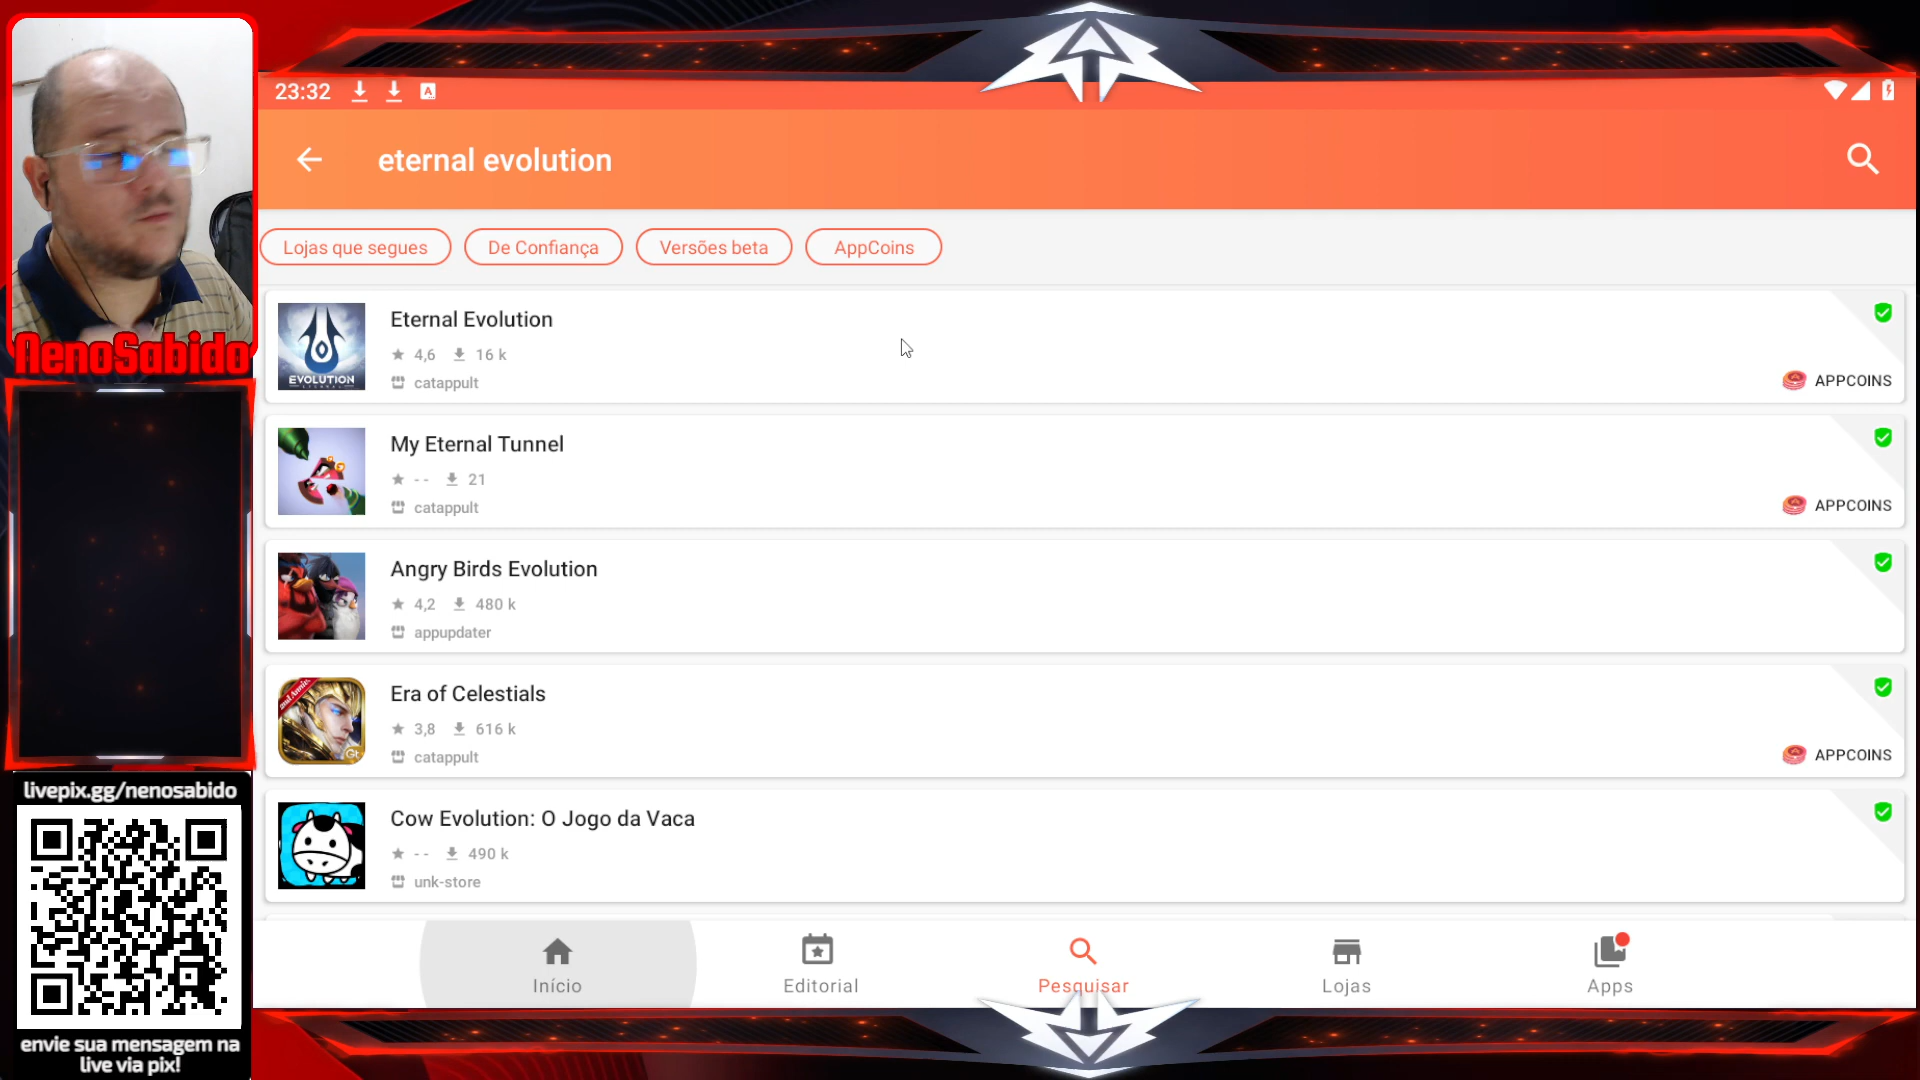 23:32
A
eternal evolution
Lojas que segues
De Confiança
Versões beta
AppCoins
Eternal Evolution
4,6
16 k
catappult
APPCOINS
EVOLUTION
ETERNAL
My Eternal Tunnel
- -
21
catappult
APPCOINS
Angry Birds Evolution
4,2
480 k
appupdater
Era of Celestials
3,8
616 k
catappult
APPCOINS
Cow Evolution: O Jogo da Vaca
- -
490 k
unk-store
Início
Editorial
Pesquisar
Lojas
Apps
NenoSabido
livepix.gg/nenosabido
envie sua mensagem na
live via pix!